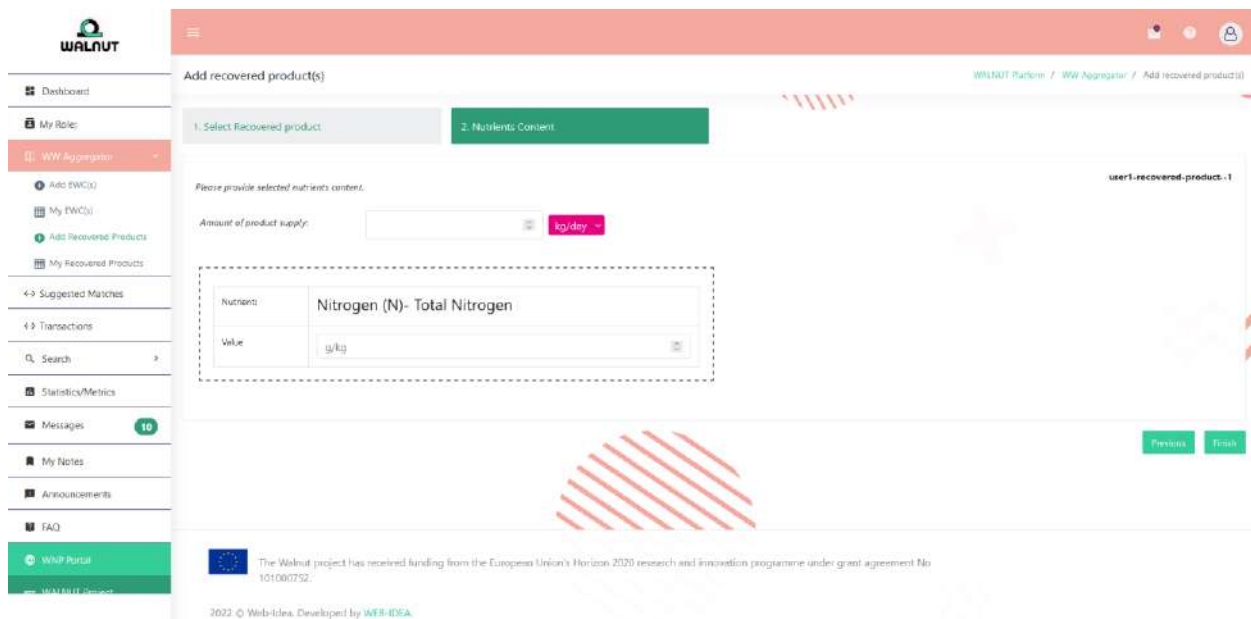 WALNUT
Dashboard
My Role:
WW Aggregator
Add EWC(s)
My EWC(s)
Add Recovered Products
My Recovered Products
Suggested Matches
Transactions
Search
Statistics/Metrics
Messages 10
My Notes
Announcements
FAQ
WNP Portal
WALNUT Project
Add recovered product(s)
WALNUT Platform / WW Aggregator / Add recovered product(s)
1. Select Recovered product
2. Nutrients Content
user1-recovered-product--1
Please provide selected nutrients content.
Amount of product supply:
kg/day
Nutrient:
Nitrogen (N)- Total Nitrogen
Value
g/kg
Previous
Finish
The Walnut project has received funding from the European Union's Horizon 2020 research and innovation programme under grant agreement No
101000752.
2022 © Web-Idea. Developed by WEB-IDEA.